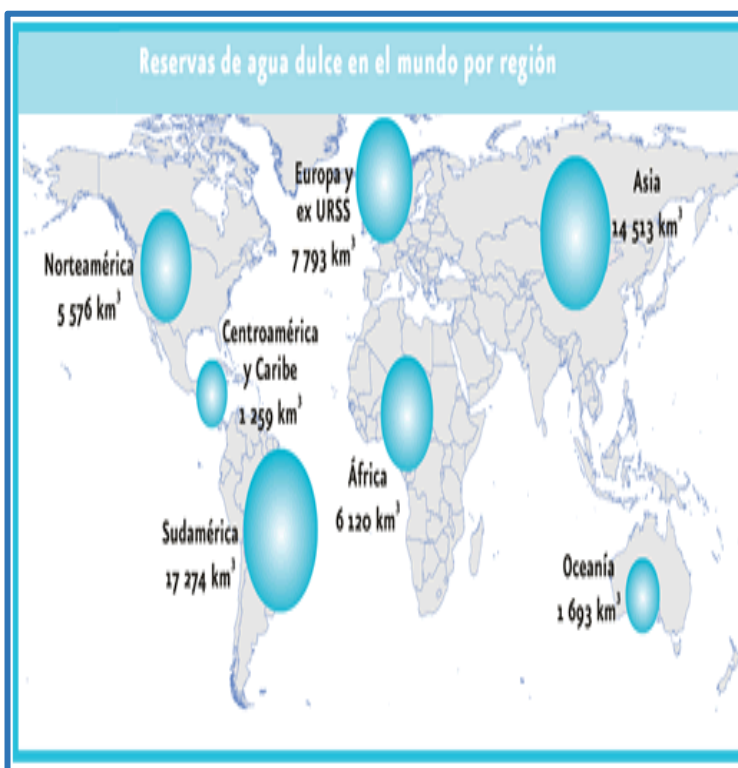 Reservas de agua dulce en el mundo por región
Europa y
ex URSS
7 793 km³
Asia
14 513 km³
Norteamérica
5 576 km³
Centroamérica
y Caribe
1 259 km³
África
6 120 km³
Sudamérica
17 274 km³
Oceanía
1 693 km³